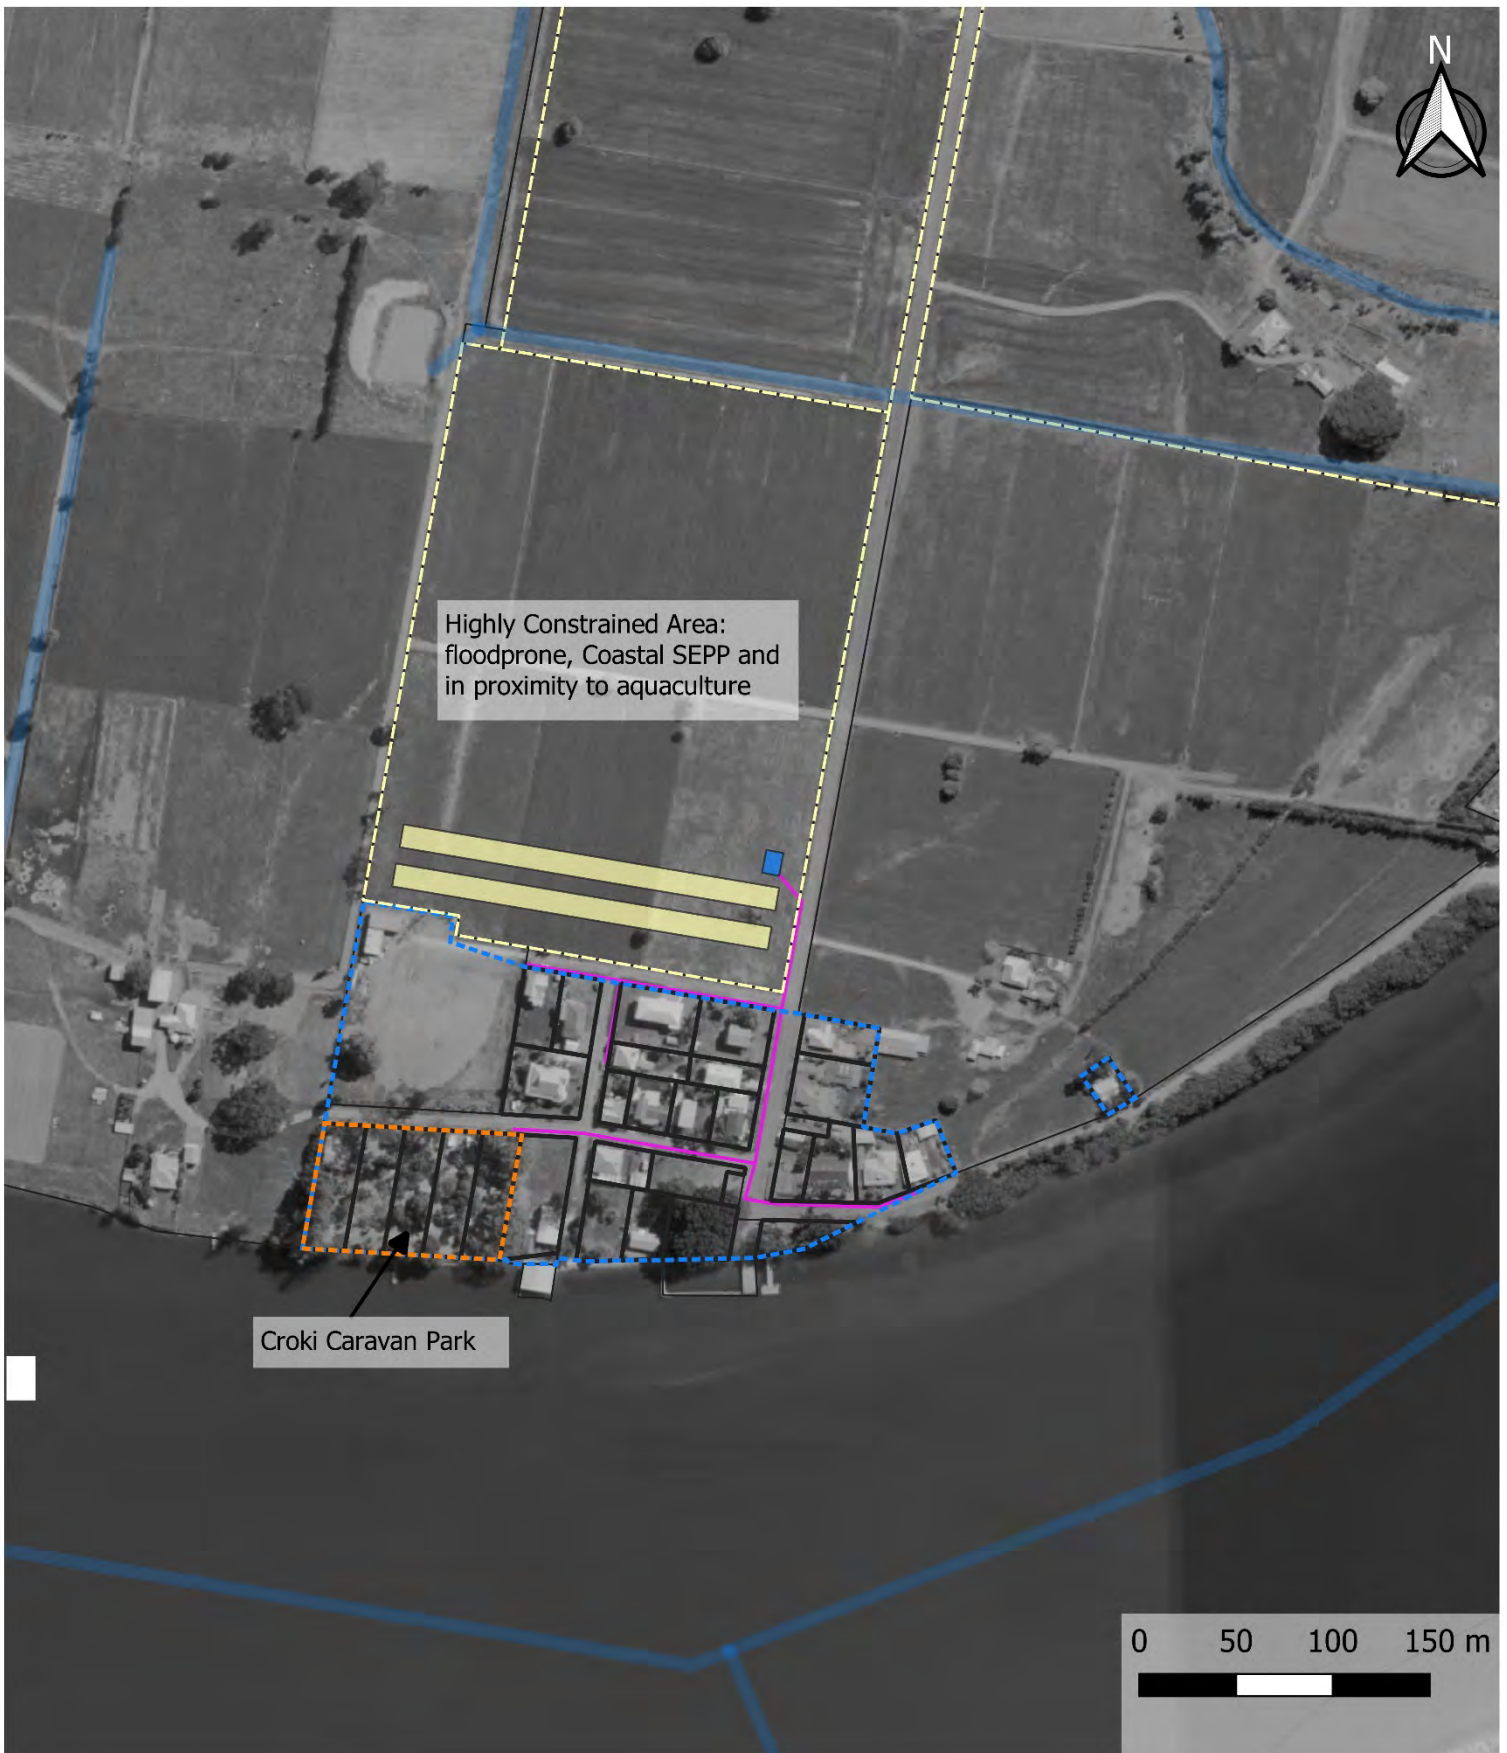 N
Highly Constrained Area:
floodprone, Coastal SEPP and
in proximity to aquaculture
Croki Caravan Park
0 50 100 150 m